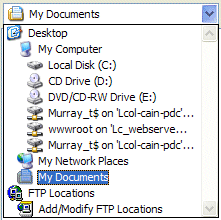 My Documents
Desktop
My Computer
Local Disk (C:)
CD Drive (D:)
DVD/CD-RW Drive (E:)
Murray_t$ on 'Lcol-cain-pdc'...
wwwroot on 'Lc_webserve...
Murray_t$ on 'Lcol-cain-pdc'...
My Network Places
My Documents
FTP Locations
Add/Modify FTP Locations